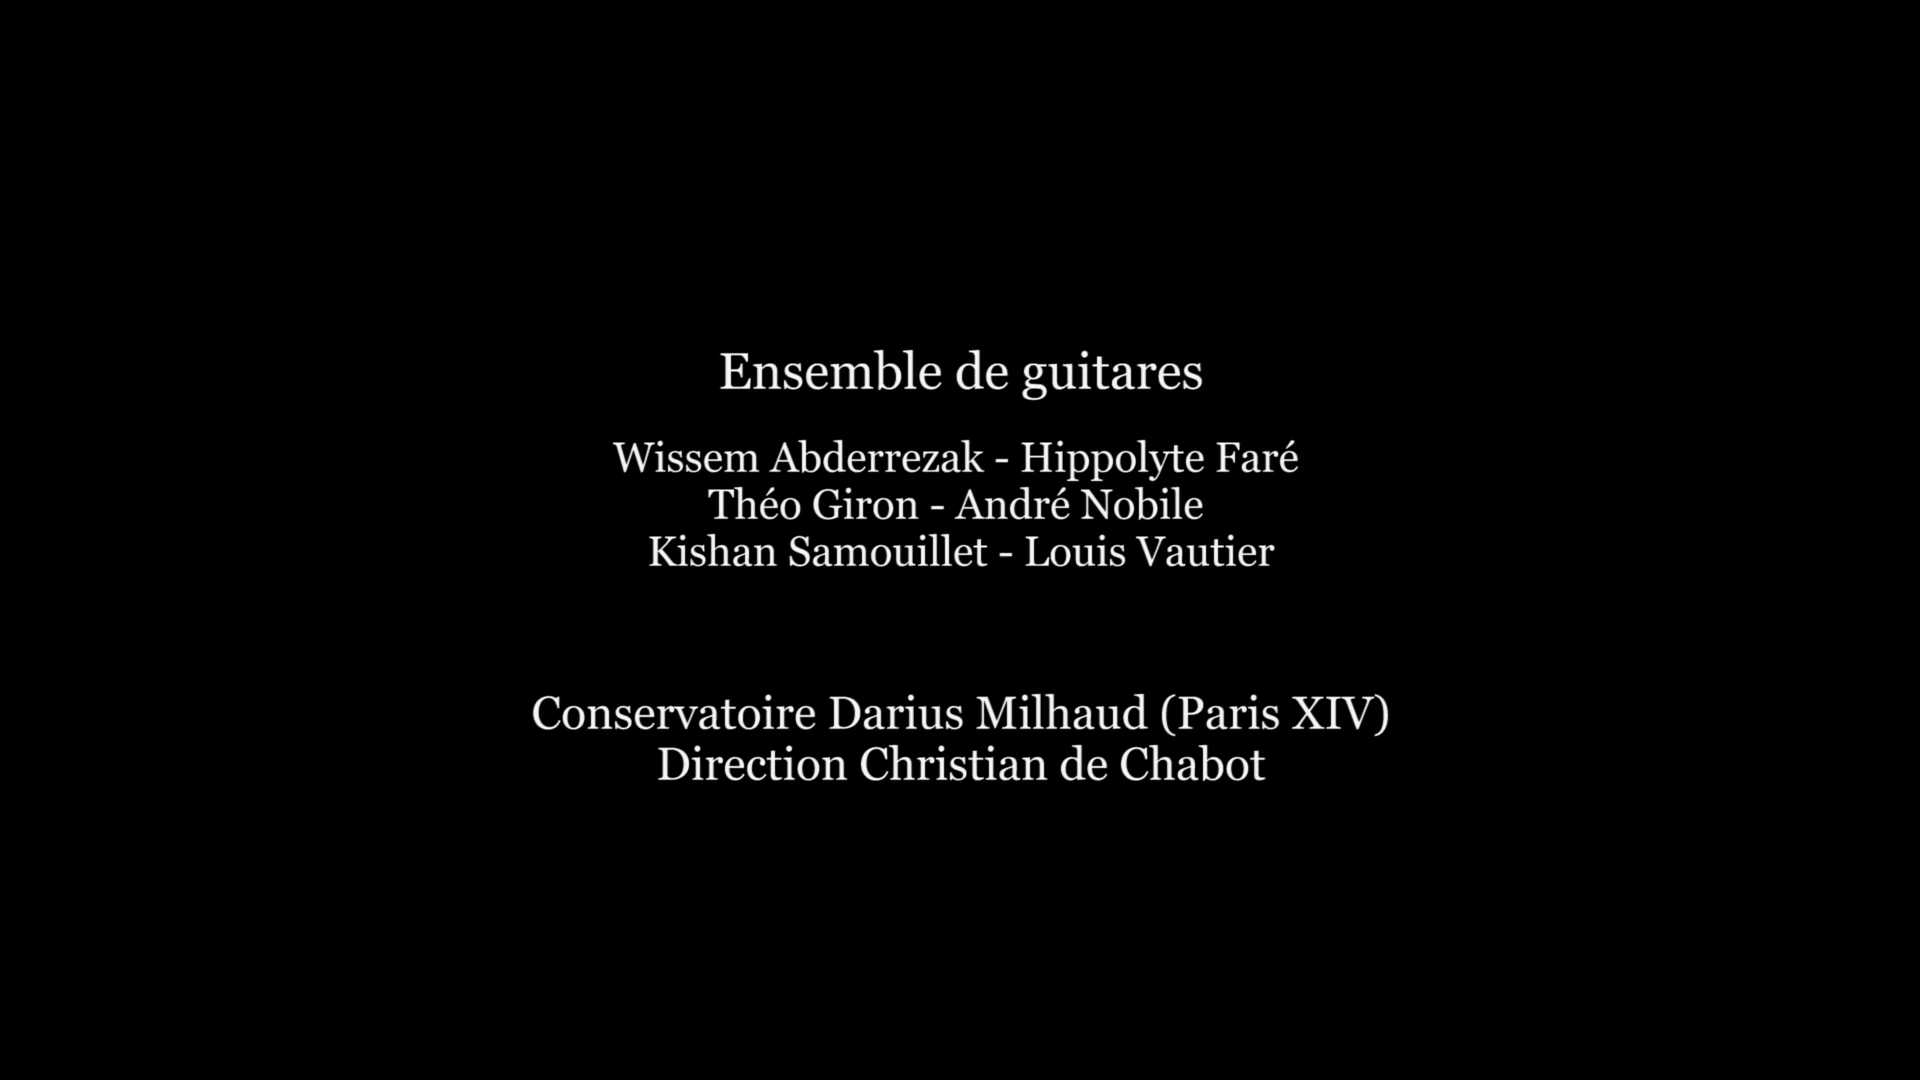 Ensemble de guitares
Wissem Abderrezak - Hippolyte Faré
Théo Giron - André Nobile
Kishan Samouillet - Louis Vautier
Conservatoire Darius Milhaud (Paris XIV)
Direction Christian de Chabot